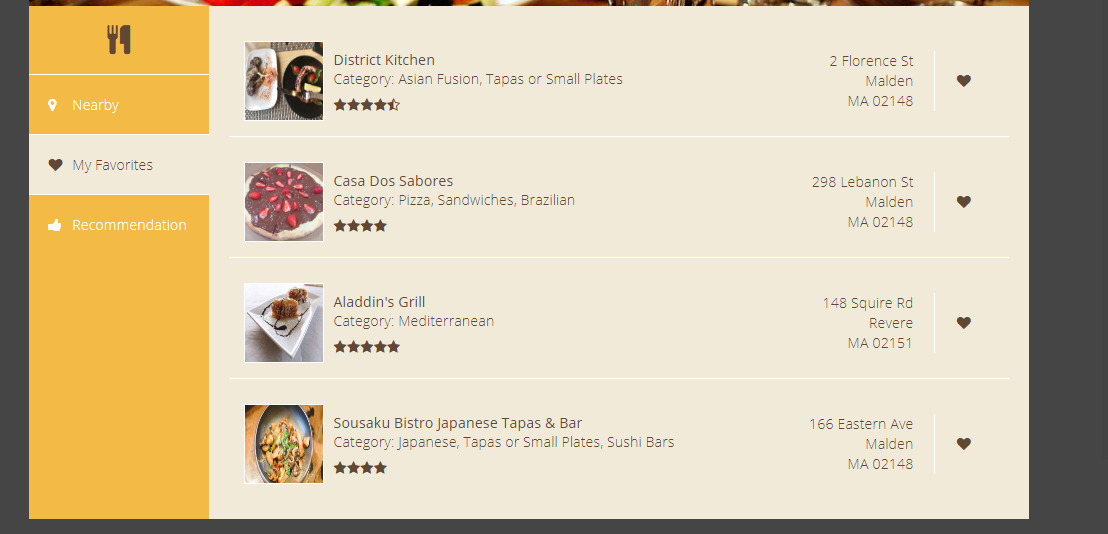 Nearby
My Favorites
Recommendation
District Kitchen
Category: Asian Fusion, Tapas or Small Plates
2 Florence St
Malden
MA 02148
Casa Dos Sabores
Category: Pizza, Sandwiches, Brazilian
298 Lebanon St
Malden
MA 02148
Aladdin's Grill
Category: Mediterranean
148 Squire Rd
Revere
MA 02151
Sousaku Bistro Japanese Tapas & Bar
Category: Japanese, Tapas or Small Plates, Sushi Bars
166 Eastern Ave
Malden
MA 02148